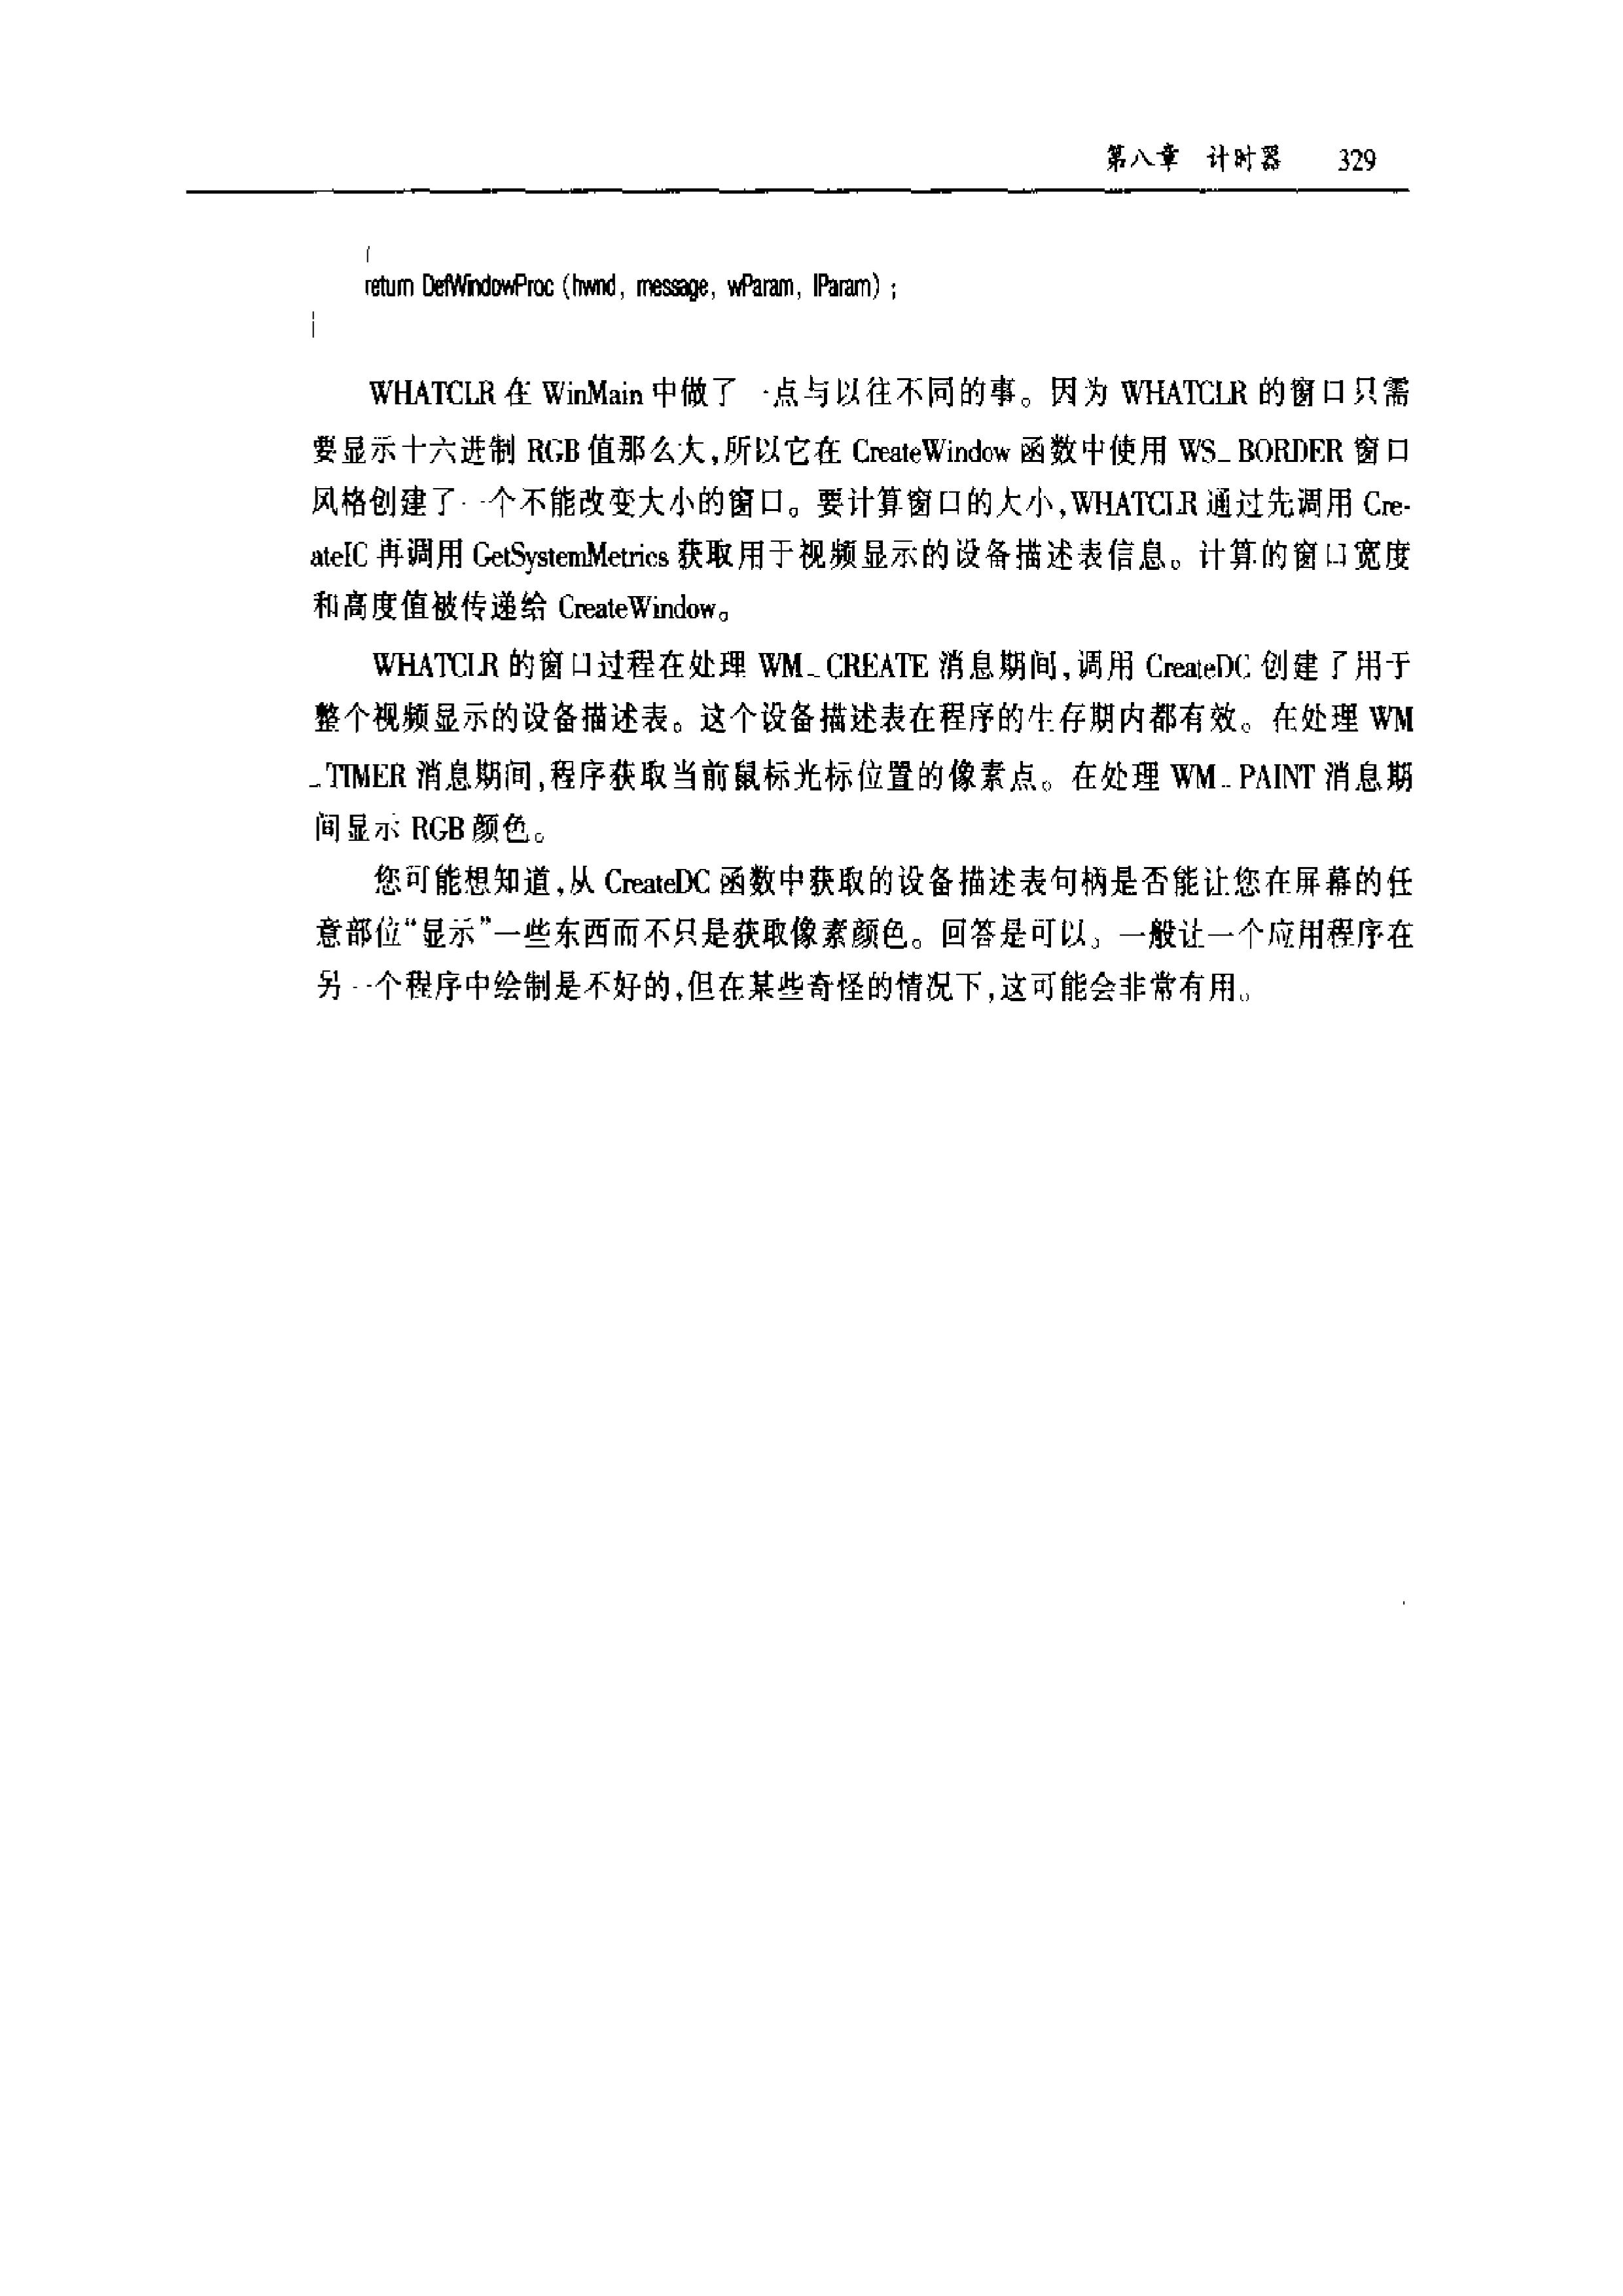 第八章 计时器 329
return DefWindowProc (hwnd, message, wParam, lParam) ;
}
WHATCLR 在 WinMain 中做了一点与以往不同的事。因为 WHATCLR 的窗口只需
要显示十六进制 RGB 值那么大,所以它在 CreateWindow 函数中使用 WS_BORDER 窗口
风格创建了一个不能改变大小的窗口。要计算窗口的大小,WHATCLR 通过先调用 Cre-
ateIC 再调用 GetSystemMetrics 获取用于视频显示的设备描述表信息。计算的窗口宽度
和高度值被传递给 CreateWindow。
WHATCLR 的窗口过程在处理 WM_CREATE 消息期间,调用 CreateDC 创建了用于
整个视频显示的设备描述表。这个设备描述表在程序的生存期内都有效。在处理 WM
_TIMER 消息期间,程序获取当前鼠标光标位置的像素点。在处理 WM_PAINT 消息期
间显示 RGB 颜色。
您可能想知道,从 CreateDC 函数中获取的设备描述表句柄是否能让您在屏幕的任
意部位“显示”一些东西而不只是获取像素颜色。回答是可以。一般让一个应用程序在
另一个程序中绘制是不好的,但在某些奇怪的情况下,这可能会非常有用。